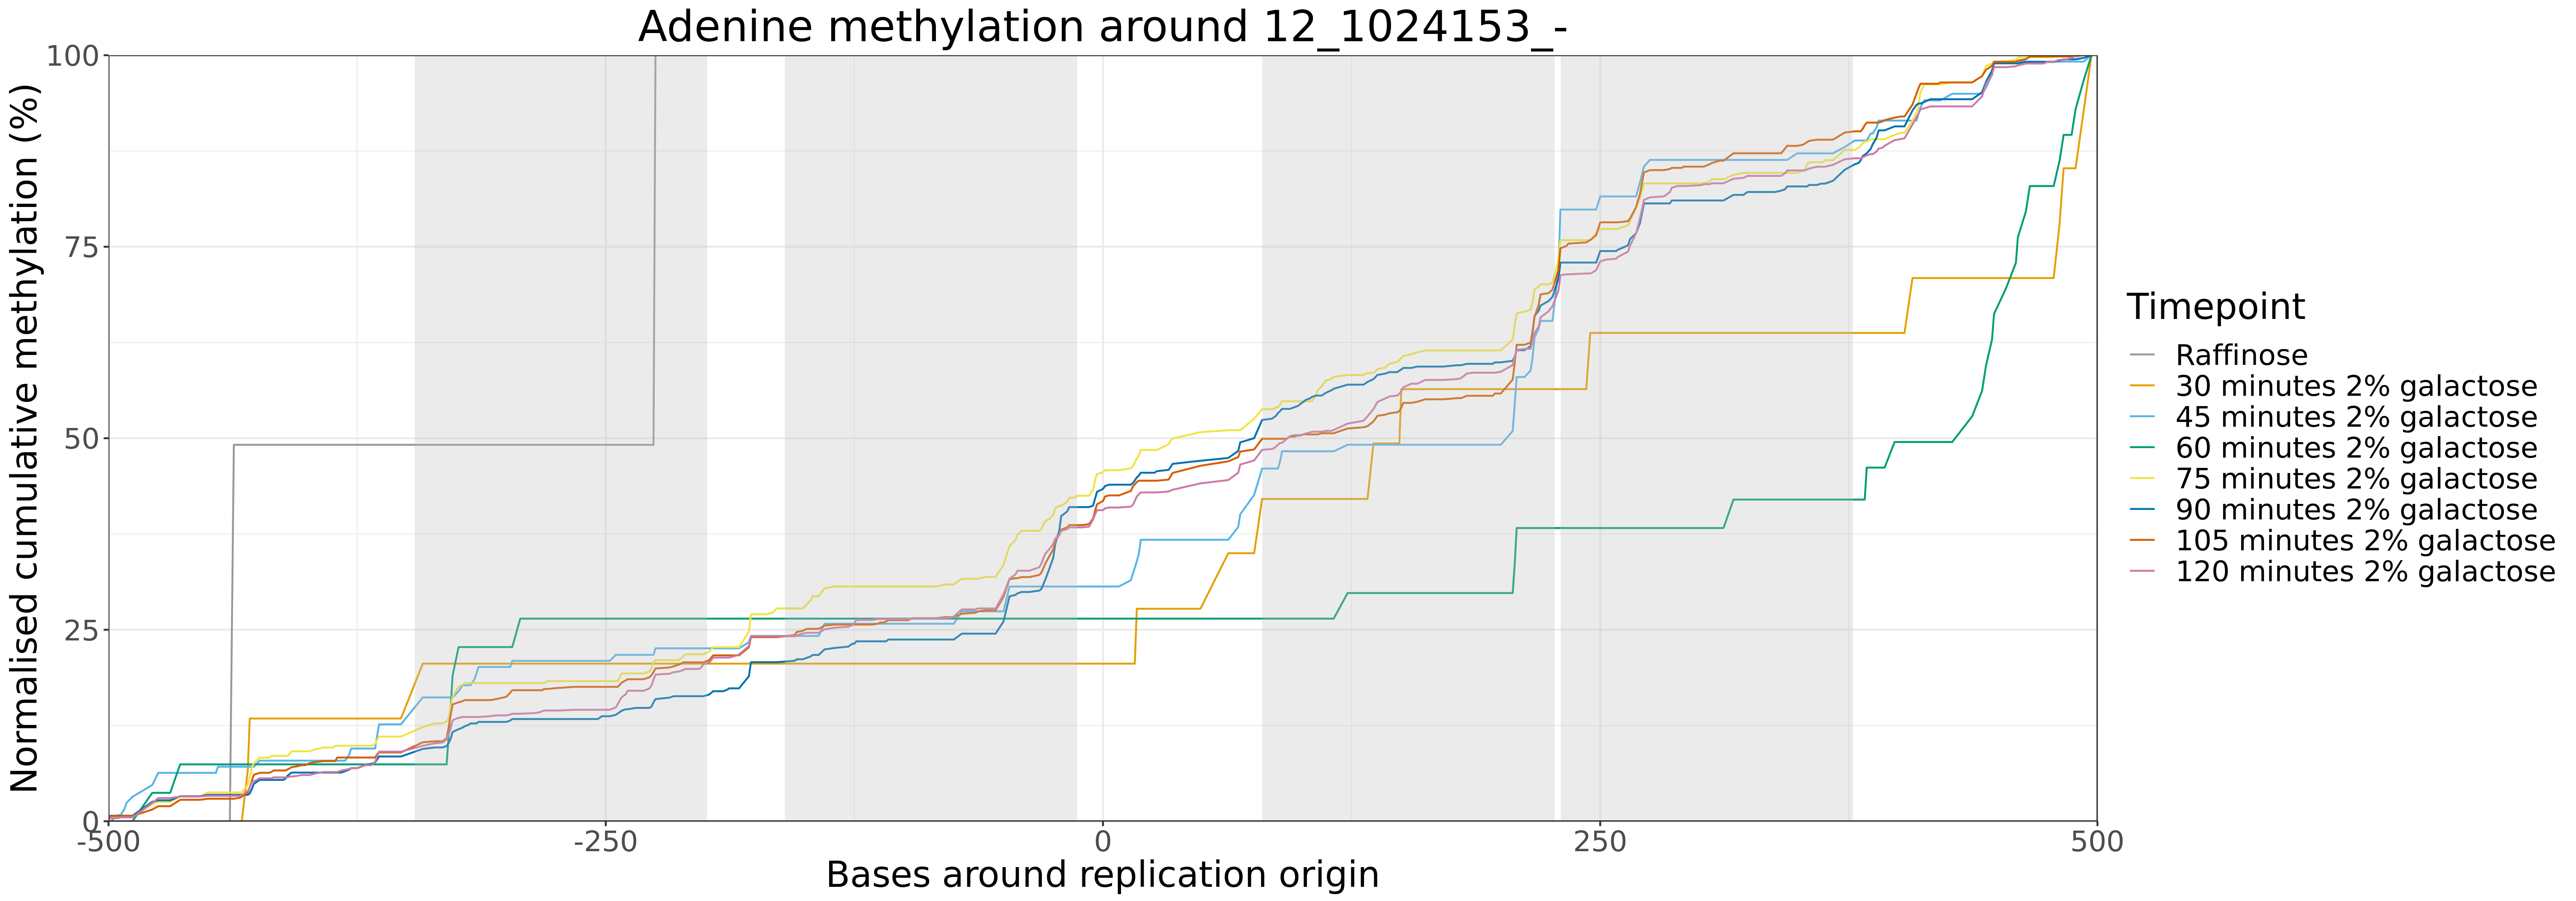 Adenine methylation around 12_1024153_-
Normalised cumulative methylation (%)
100
75
50
25
0
-500
-250
0
250
500
Bases around replication origin
Timepoint
Raffinose
30 minutes 2% galactose
45 minutes 2% galactose
60 minutes 2% galactose
75 minutes 2% galactose
90 minutes 2% galactose
105 minutes 2% galactose
120 minutes 2% galactose